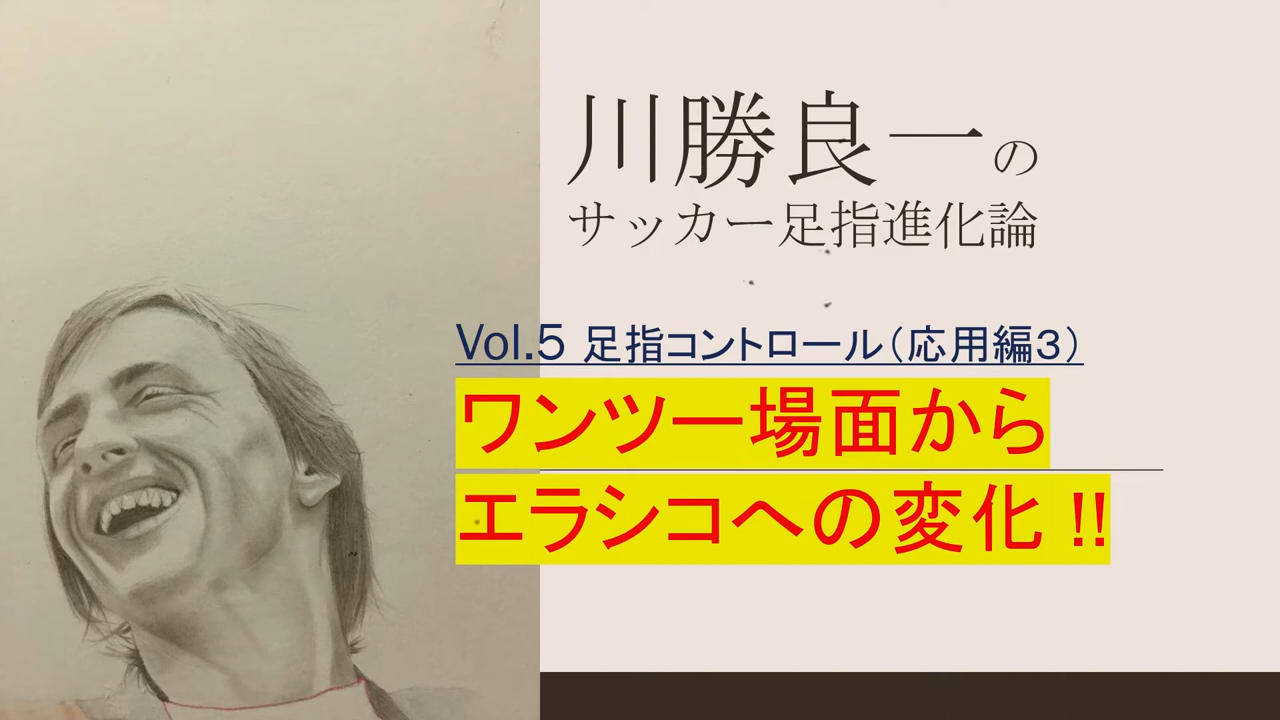 川勝良一の
サッカー足指進化論
Vol.5 足指コントロール（応用編３）
ワンツー場面から
エラシコへの変化 !!